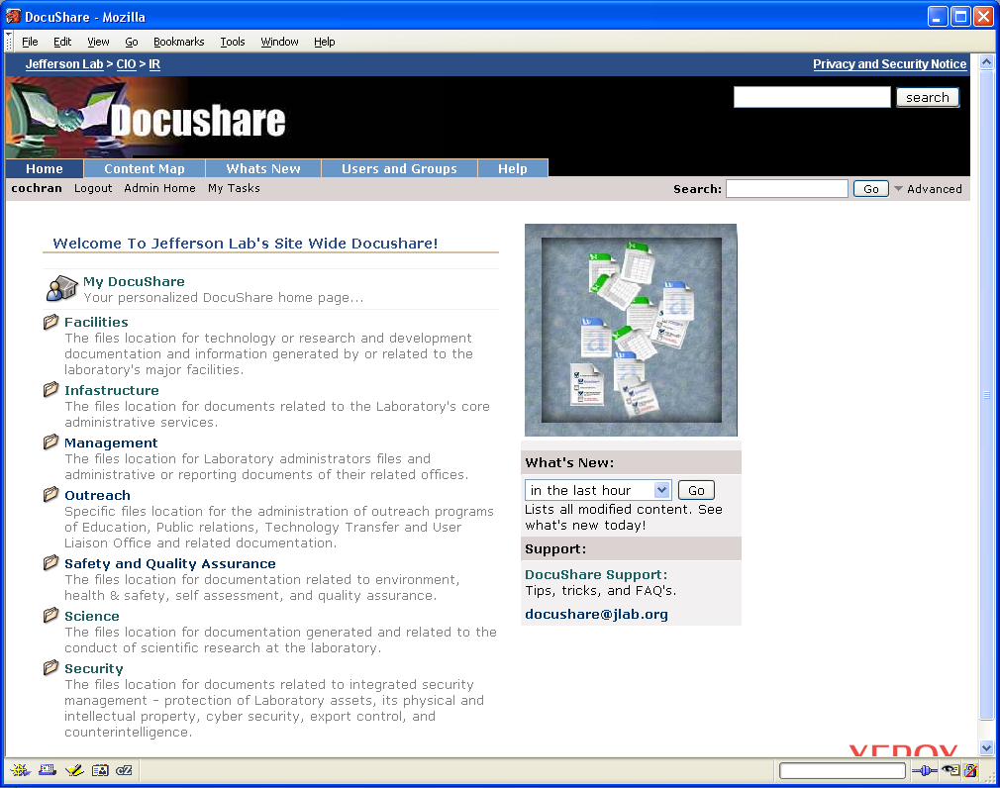 DocuShare - Mozilla
File Edit View Go Bookmarks Tools Window Help
Jefferson Lab > CIO > IR Privacy and Security Notice
Docushare search
Home Content Map Whats New Users and Groups Help
cochran Logout Admin Home My Tasks Search: Go Advanced
Welcome To Jefferson Lab's Site Wide Docushare!
My DocuShare
Your personalized DocuShare home page...
Facilities
The files location for technology or research and development
documentation and information generated by or related to the
laboratory's major facilities.
Infastructure
The files location for documents related to the Laboratory's core
administrative services.
Management
The files location for Laboratory administrators files and
administrative or reporting documents of their related offices.
Outreach
Specific files location for the administration of outreach programs
of Education, Public relations, Technology Transfer and User
Liaison Office and related documentation.
Safety and Quality Assurance
The files location for documentation related to environment,
health & safety, self assessment, and quality assurance.
Science
The files location for documentation generated and related to the
conduct of scientific research at the laboratory.
Security
The files location for documents related to integrated security
management - protection of Laboratory assets, its physical and
intellectual property, cyber security, export control, and
counterintelligence.
What's New:
in the last hour Go
Lists all modified content. See
what's new today!
Support:
DocuShare Support:
Tips, tricks, and FAQ's.
docushare@jlab.org
XEROX